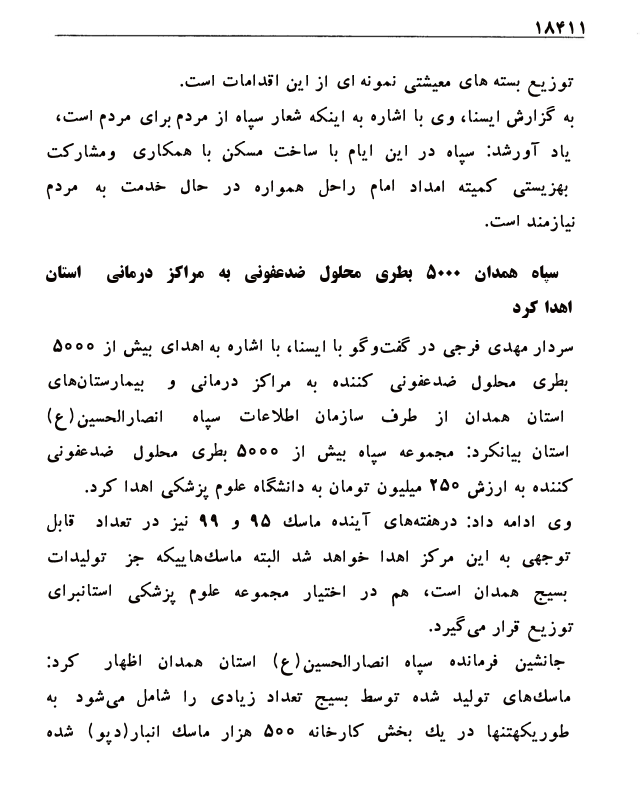 ۱۸۴۱۱
توزیع بسته های معیشتی نمونه ای از این اقدامات است.
به گزارش ایسنا، وی با اشاره به اینکه شعار سپاه از مردم برای مردم است،
یاد آورشد: سپاه در این ایام با ساخت مسکن با همکاری ومشارکت
بهزیستی کمیته امداد امام راحل همواره در حال خدمت به مردم
نیازمند است.
سپاه همدان ۵۰۰۰ بطری محلول ضدعفونی به مراکز درمانی استان
اهدا کرد
سردار مهدی فرجی در گفت‌وگو با ایسنا، با اشاره به اهدای بیش از ۵۰۰۰
بطری محلول ضدعفونی کننده به مراکز درمانی و بیمارستان‌های
استان همدان از طرف سازمان اطلاعات سپاه انصارالحسین(ع)
استان بیانکرد: مجموعه سپاه بیش از ۵۰۰۰ بطری محلول ضدعفونی
کننده به ارزش ۲۵۰ میلیون تومان به دانشگاه علوم پزشکی اهدا کرد.
وی ادامه داد: درهفته‌های آینده ماسک ۹۵ و ۹۹ نیز در تعداد قابل
توجهی به این مرکز اهدا خواهد شد البته ماسک‌هاییکه جز تولیدات
بسیج همدان است، هم در اختیار مجموعه علوم پزشکی استانبرای
توزیع قرار می‌گیرد.
جانشین فرمانده سپاه انصارالحسین(ع) استان همدان اظهار کرد:
ماسک‌های تولید شده توسط بسیج تعداد زیادی را شامل می‌شود به
طوریکهتنها در یک بخش کارخانه ۵۰۰ هزار ماسک انبار(دپو) شده